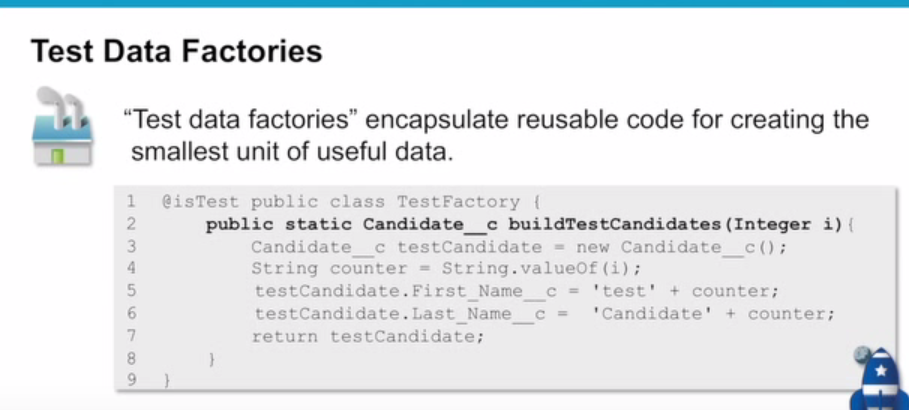 Test Data Factories
“Test data factories” encapsulate reusable code for creating the
smallest unit of useful data.
1 @isTest public class TestFactory {
2 public static Candidate__c buildTestCandidates(Integer i){
3 Candidate__c testCandidate = new Candidate__c();
4 String counter = String.valueOf(i);
5 testCandidate.First_Name__c = 'test' + counter;
6 testCandidate.Last_Name__c = 'Candidate' + counter;
7 return testCandidate;
8 }
9 }